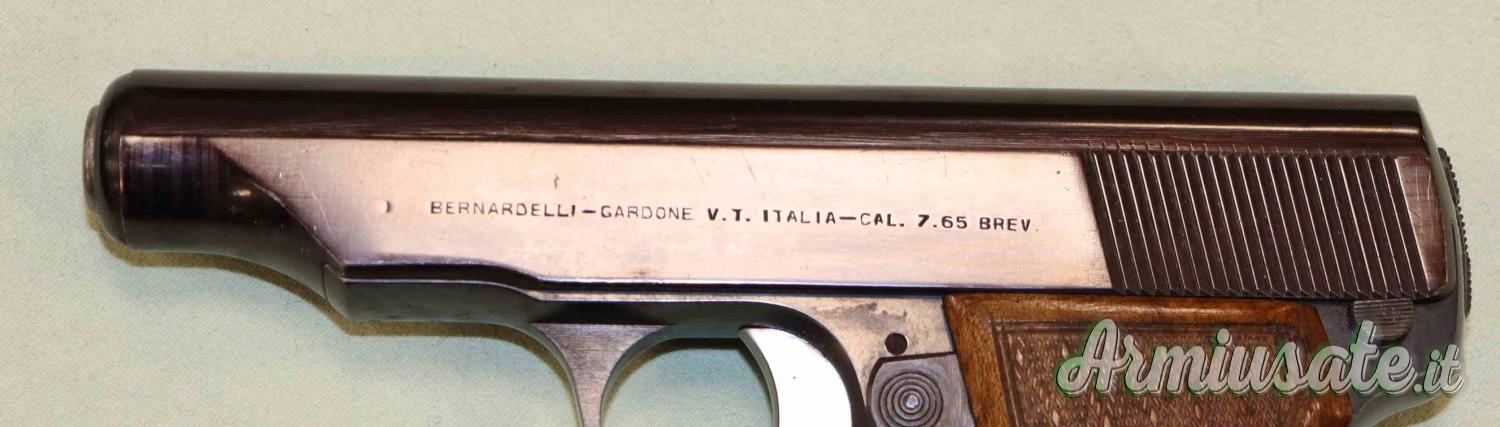 BERNARDELLI-GARDONE V.T. ITALIA-CAL. 7.65 BREV.
Armiusate.it